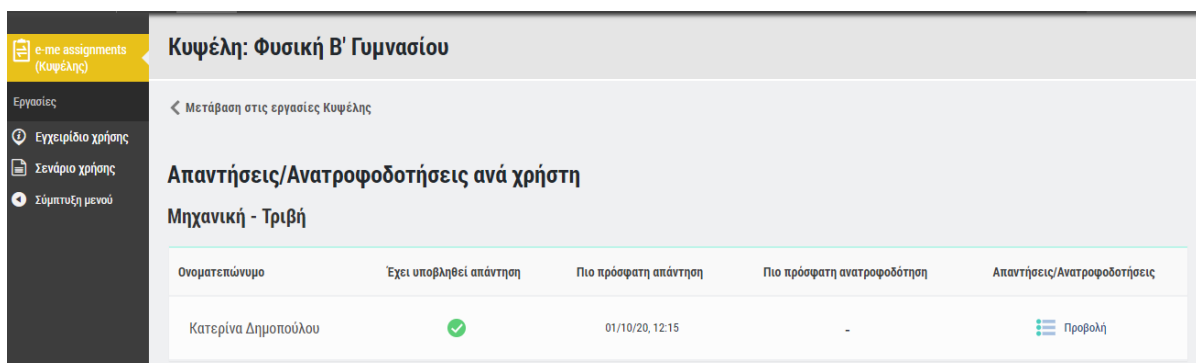 e-me assignments
(Κυψέλης)
Εργασίες
Εγχειρίδιο χρήσης
Σενάριο χρήσης
Σύμπτυξη μενού
Κυψέλη: Φυσική Β' Γυμνασίου
Μετάβαση στις εργασίες Κυψέλης
Απαντήσεις/Ανατροφοδοτήσεις ανά χρήστη
Μηχανική - Τριβή
Ονοματεπώνυμο Έχει υποβληθεί απάντηση Πιο πρόσφατη απάντηση Πιο πρόσφατη ανατροφοδότηση Απαντήσεις/Ανατροφοδοτήσεις
Κατερίνα Δημοπούλου 01/10/20, 12:15 - Προβολή